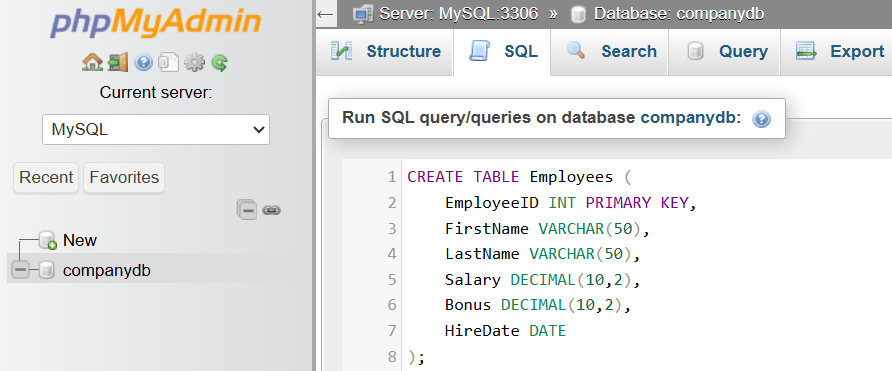 phpMyAdmin
Current server:
MySQL
Recent Favorites
New
companydb
← Server: MySQL:3306 » Database: companydb
Structure SQL Search Query Export
Run SQL query/queries on database companydb:
1 CREATE TABLE Employees (
2 EmployeeID INT PRIMARY KEY,
3 FirstName VARCHAR(50),
4 LastName VARCHAR(50),
5 Salary DECIMAL(10,2),
6 Bonus DECIMAL(10,2),
7 HireDate DATE
8 );